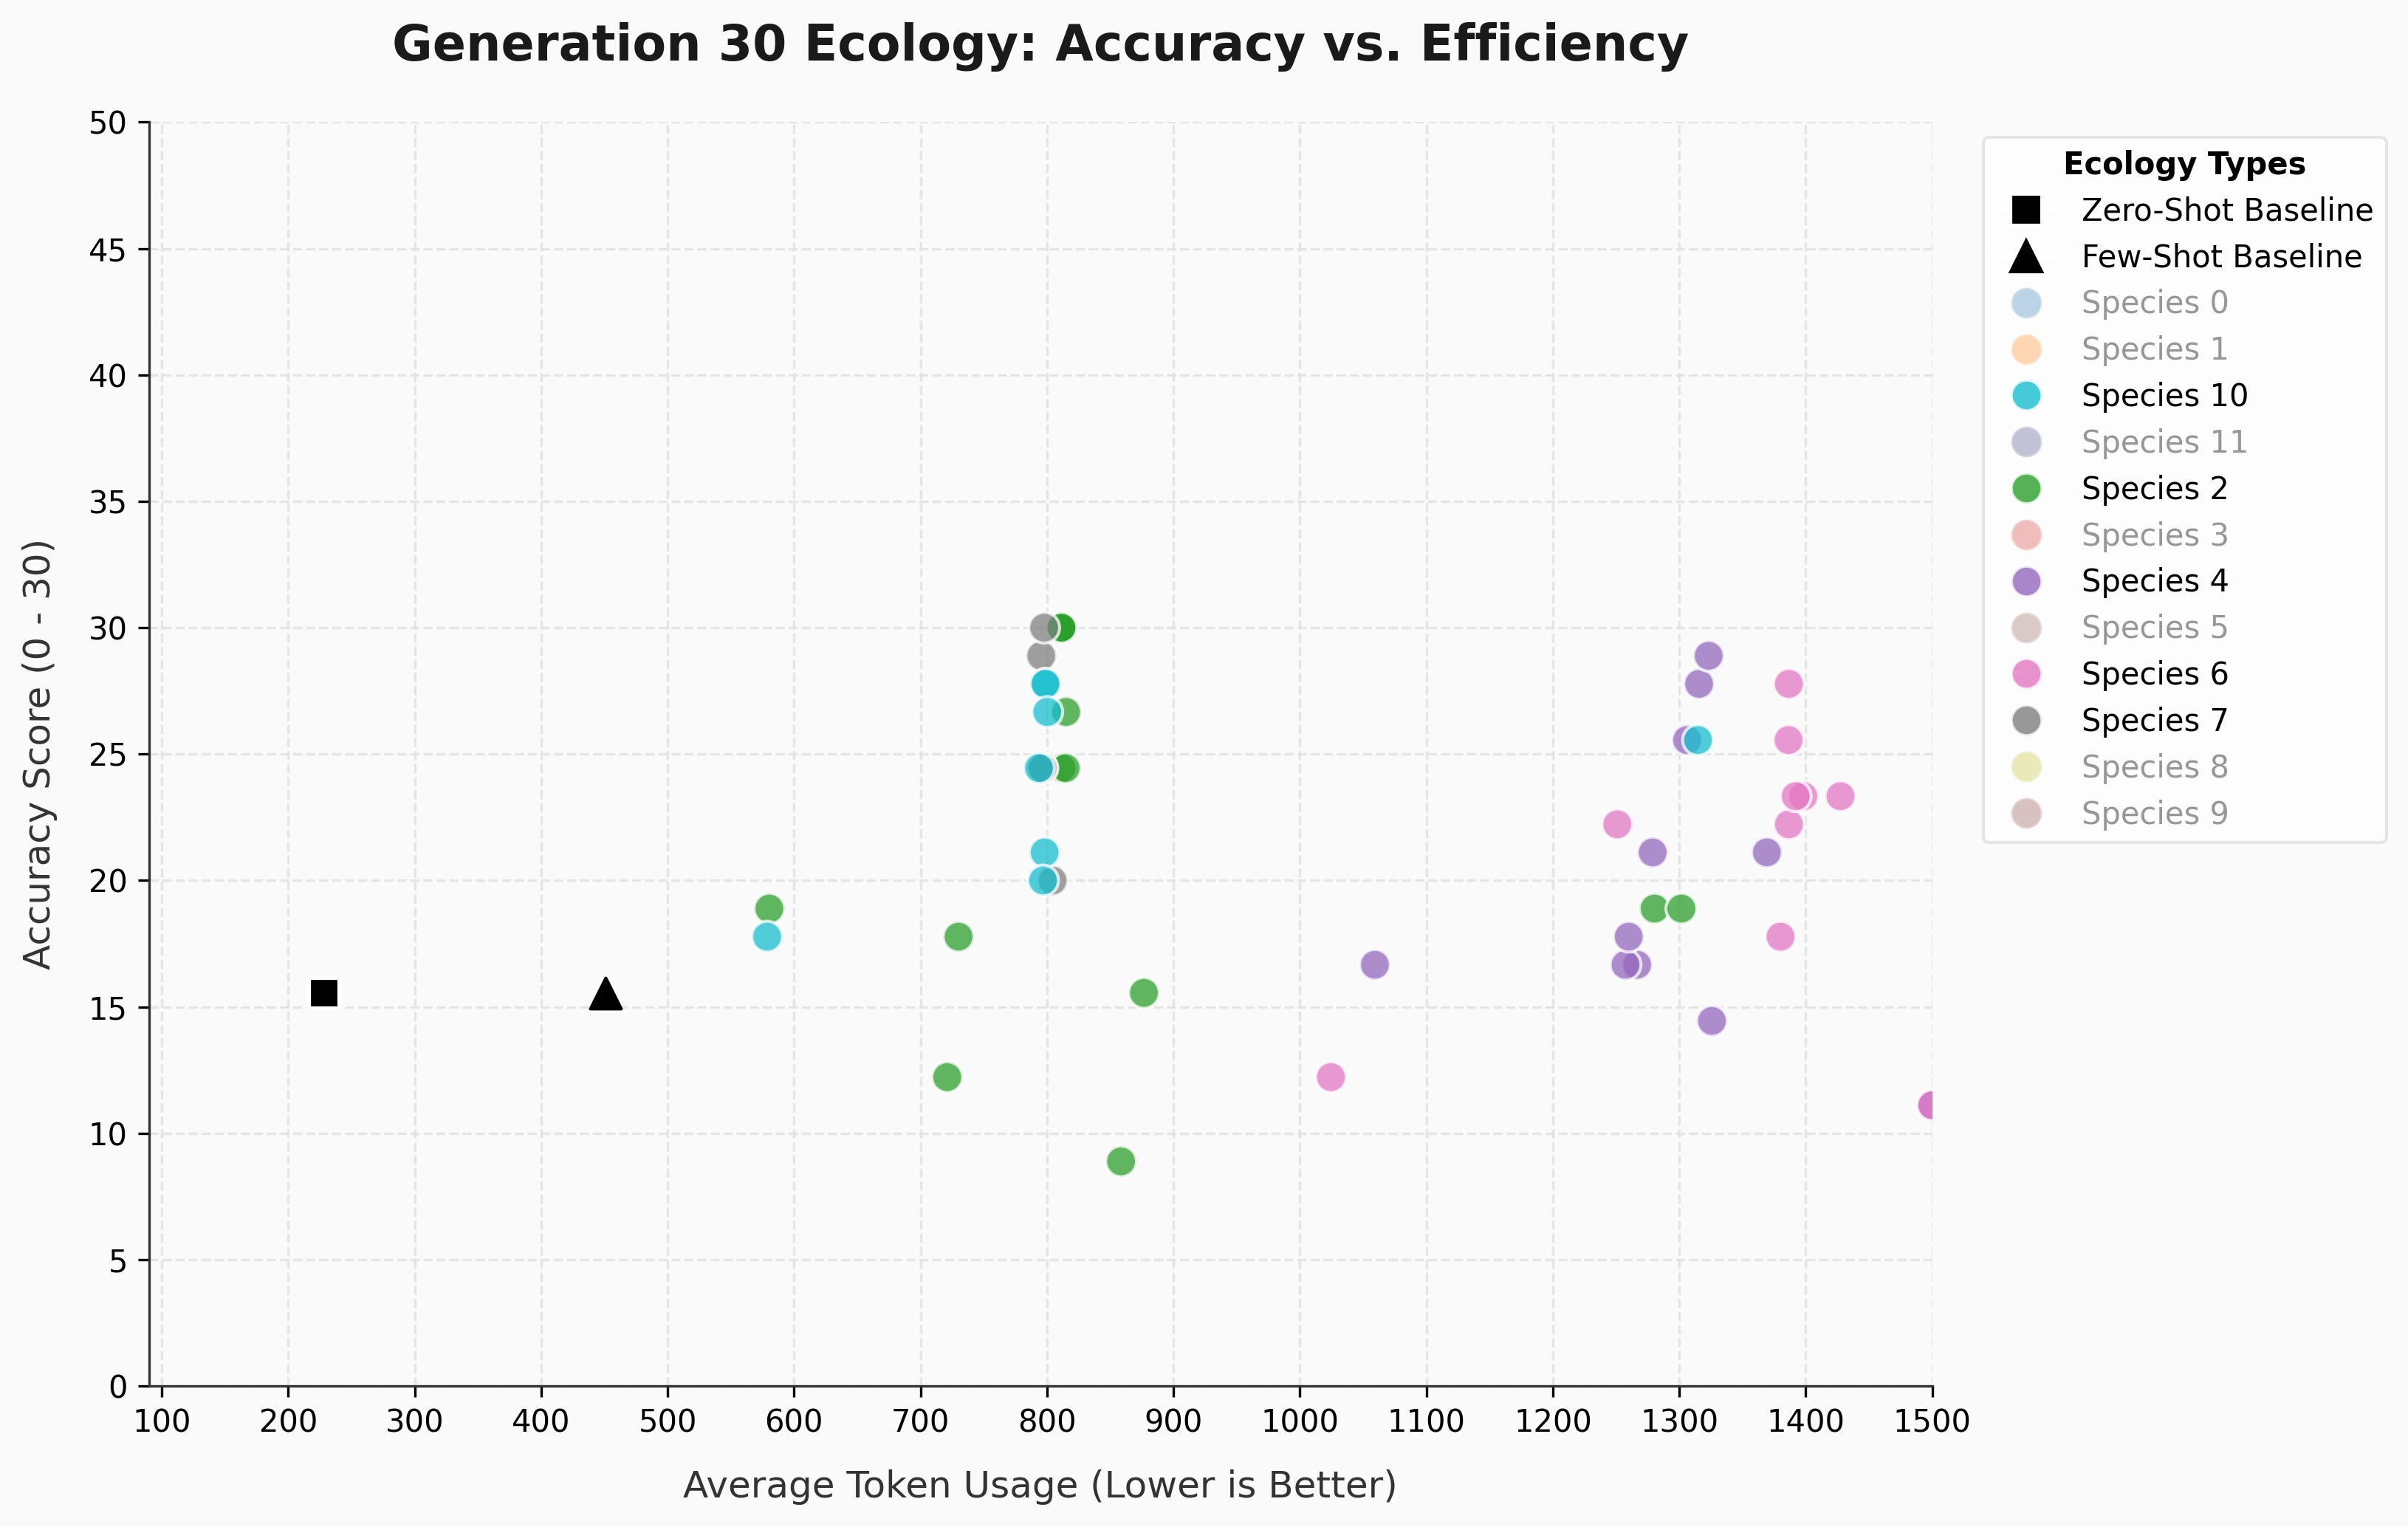 Generation 30 Ecology: Accuracy vs. Efficiency
50
45
40
35
30
25
20
15
10
5
0
Accuracy Score (0 - 30)
100 200 300 400 500 600 700 800 900 1000 1100 1200 1300 1400 1500
Average Token Usage (Lower is Better)
Ecology Types
Zero-Shot Baseline
Few-Shot Baseline
Species 0
Species 1
Species 10
Species 11
Species 2
Species 3
Species 4
Species 5
Species 6
Species 7
Species 8
Species 9